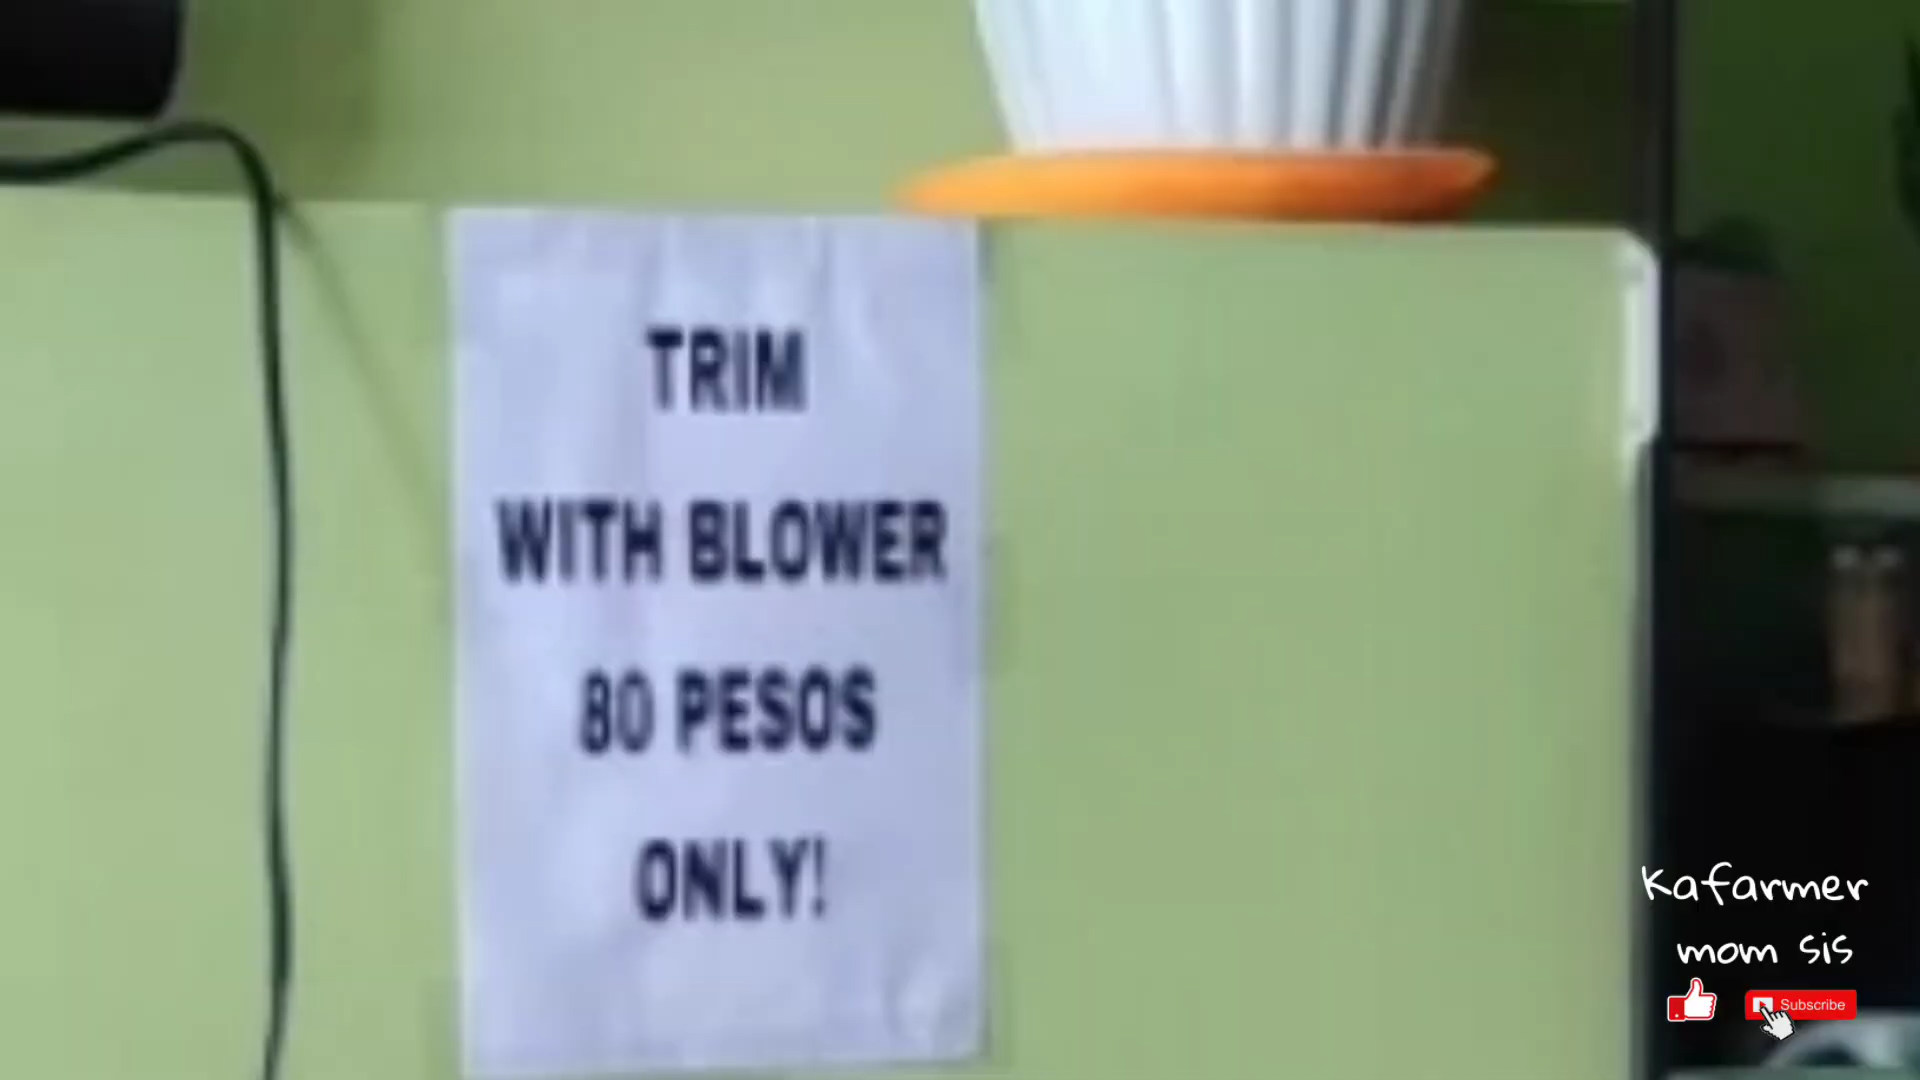 TRIM
WITH BLOWER
80 PESOS
ONLY!
Kafarmer
mom sis
Subscribe